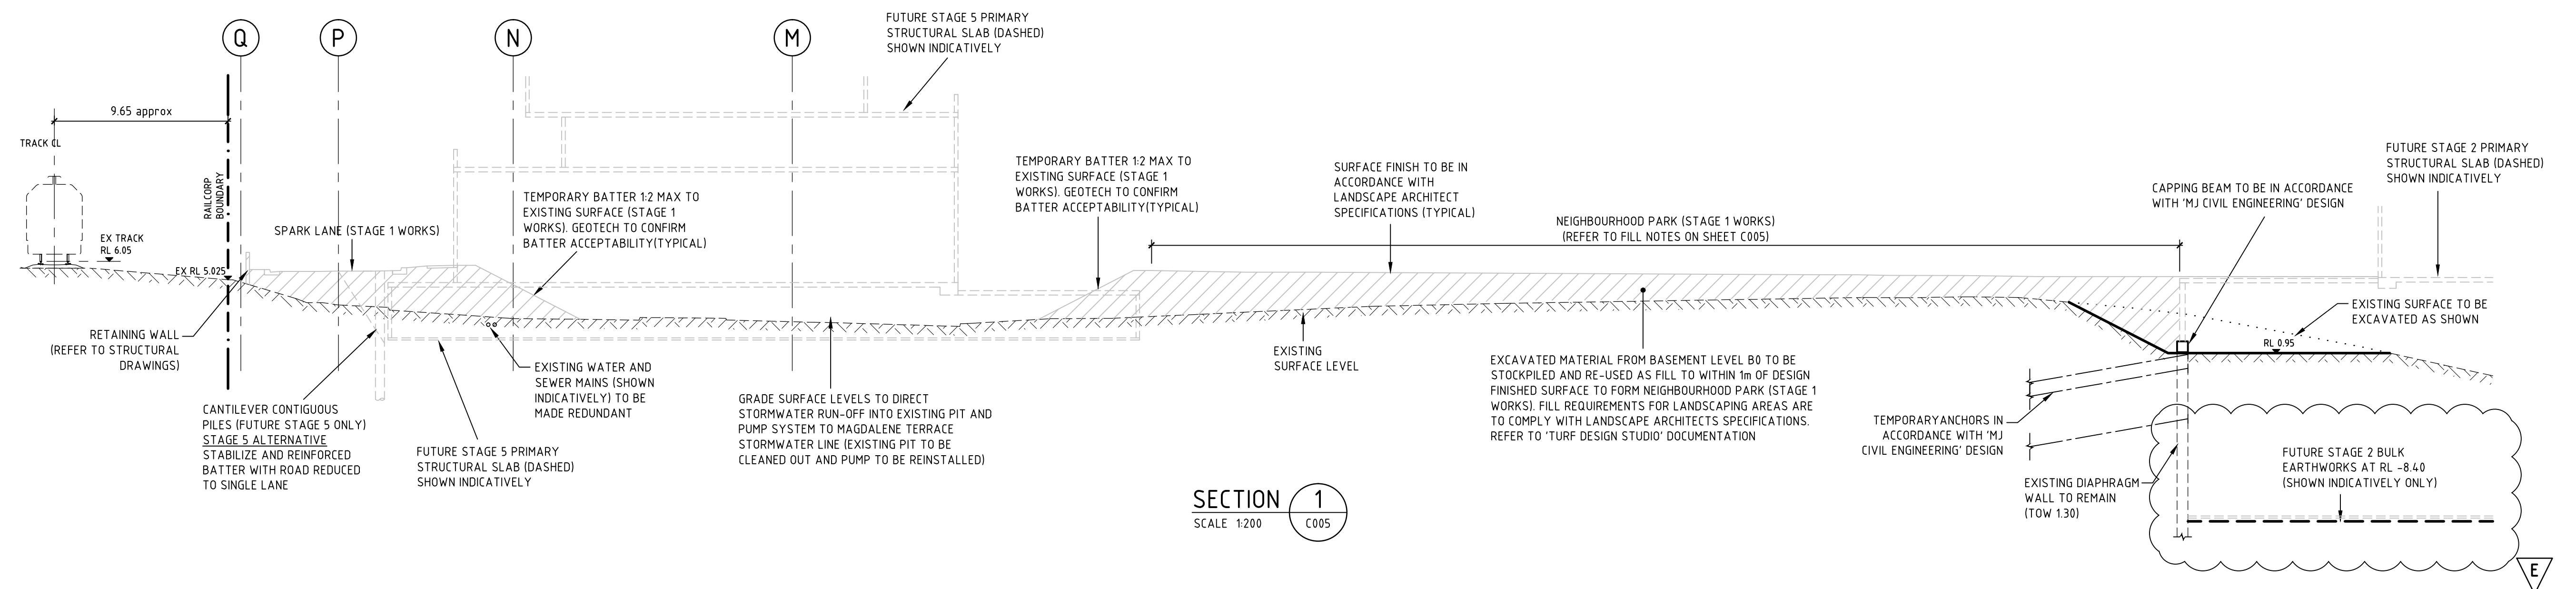 Q
P
N
M
FUTURE STAGE 5 PRIMARY
STRUCTURAL SLAB (DASHED)
SHOWN INDICATIVELY
9.65 approx
TRACK CL
RAILCORP
BOUNDARY
EX TRACK
RL 6.05
EX RL 5.025
SPARK LANE (STAGE 1 WORKS)
TEMPORARY BATTER 1:2 MAX TO
EXISTING SURFACE (STAGE 1
WORKS). GEOTECH TO CONFIRM
BATTER ACCEPTABILITY(TYPICAL)
TEMPORARY BATTER 1:2 MAX TO
EXISTING SURFACE (STAGE 1
WORKS). GEOTECH TO CONFIRM
BATTER ACCEPTABILITY(TYPICAL)
SURFACE FINISH TO BE IN
ACCORDANCE WITH
LANDSCAPE ARCHITECT
SPECIFICATIONS (TYPICAL)
NEIGHBOURHOOD PARK (STAGE 1 WORKS)
(REFER TO FILL NOTES ON SHEET C005)
CAPPING BEAM TO BE IN ACCORDANCE
WITH 'MJ CIVIL ENGINEERING' DESIGN
FUTURE STAGE 2 PRIMARY
STRUCTURAL SLAB (DASHED)
SHOWN INDICATIVELY
RETAINING WALL
(REFER TO STRUCTURAL
DRAWINGS)
CANTILEVER CONTIGUOUS
PILES (FUTURE STAGE 5 ONLY)
STAGE 5 ALTERNATIVE
STABILIZE AND REINFORCED
BATTER WITH ROAD REDUCED
TO SINGLE LANE
FUTURE STAGE 5 PRIMARY
STRUCTURAL SLAB (DASHED)
SHOWN INDICATIVELY
EXISTING WATER AND
SEWER MAINS (SHOWN
INDICATIVELY) TO BE
MADE REDUNDANT
GRADE SURFACE LEVELS TO DIRECT
STORMWATER RUN-OFF INTO EXISTING PIT AND
PUMP SYSTEM TO MAGDALENE TERRACE
STORMWATER LINE (EXISTING PIT TO BE
CLEANED OUT AND PUMP TO BE REINSTALLED)
EXISTING
SURFACE LEVEL
EXCAVATED MATERIAL FROM BASEMENT LEVEL B0 TO BE
STOCKPILED AND RE-USED AS FILL TO WITHIN 1m OF DESIGN
FINISHED SURFACE TO FORM NEIGHBOURHOOD PARK (STAGE 1
WORKS). FILL REQUIREMENTS FOR LANDSCAPING AREAS ARE
TO COMPLY WITH LANDSCAPE ARCHITECTS SPECIFICATIONS.
REFER TO 'TURF DESIGN STUDIO' DOCUMENTATION
EXISTING SURFACE TO BE
EXCAVATED AS SHOWN
RL 0.95
TEMPORARY ANCHORS IN
ACCORDANCE WITH 'MJ
CIVIL ENGINEERING' DESIGN
EXISTING DIAPHRAGM
WALL TO REMAIN
(TOW 1.30)
FUTURE STAGE 2 BULK
EARTHWORKS AT RL -8.40
(SHOWN INDICATIVELY ONLY)
SECTION 1
SCALE 1:200 C005
E